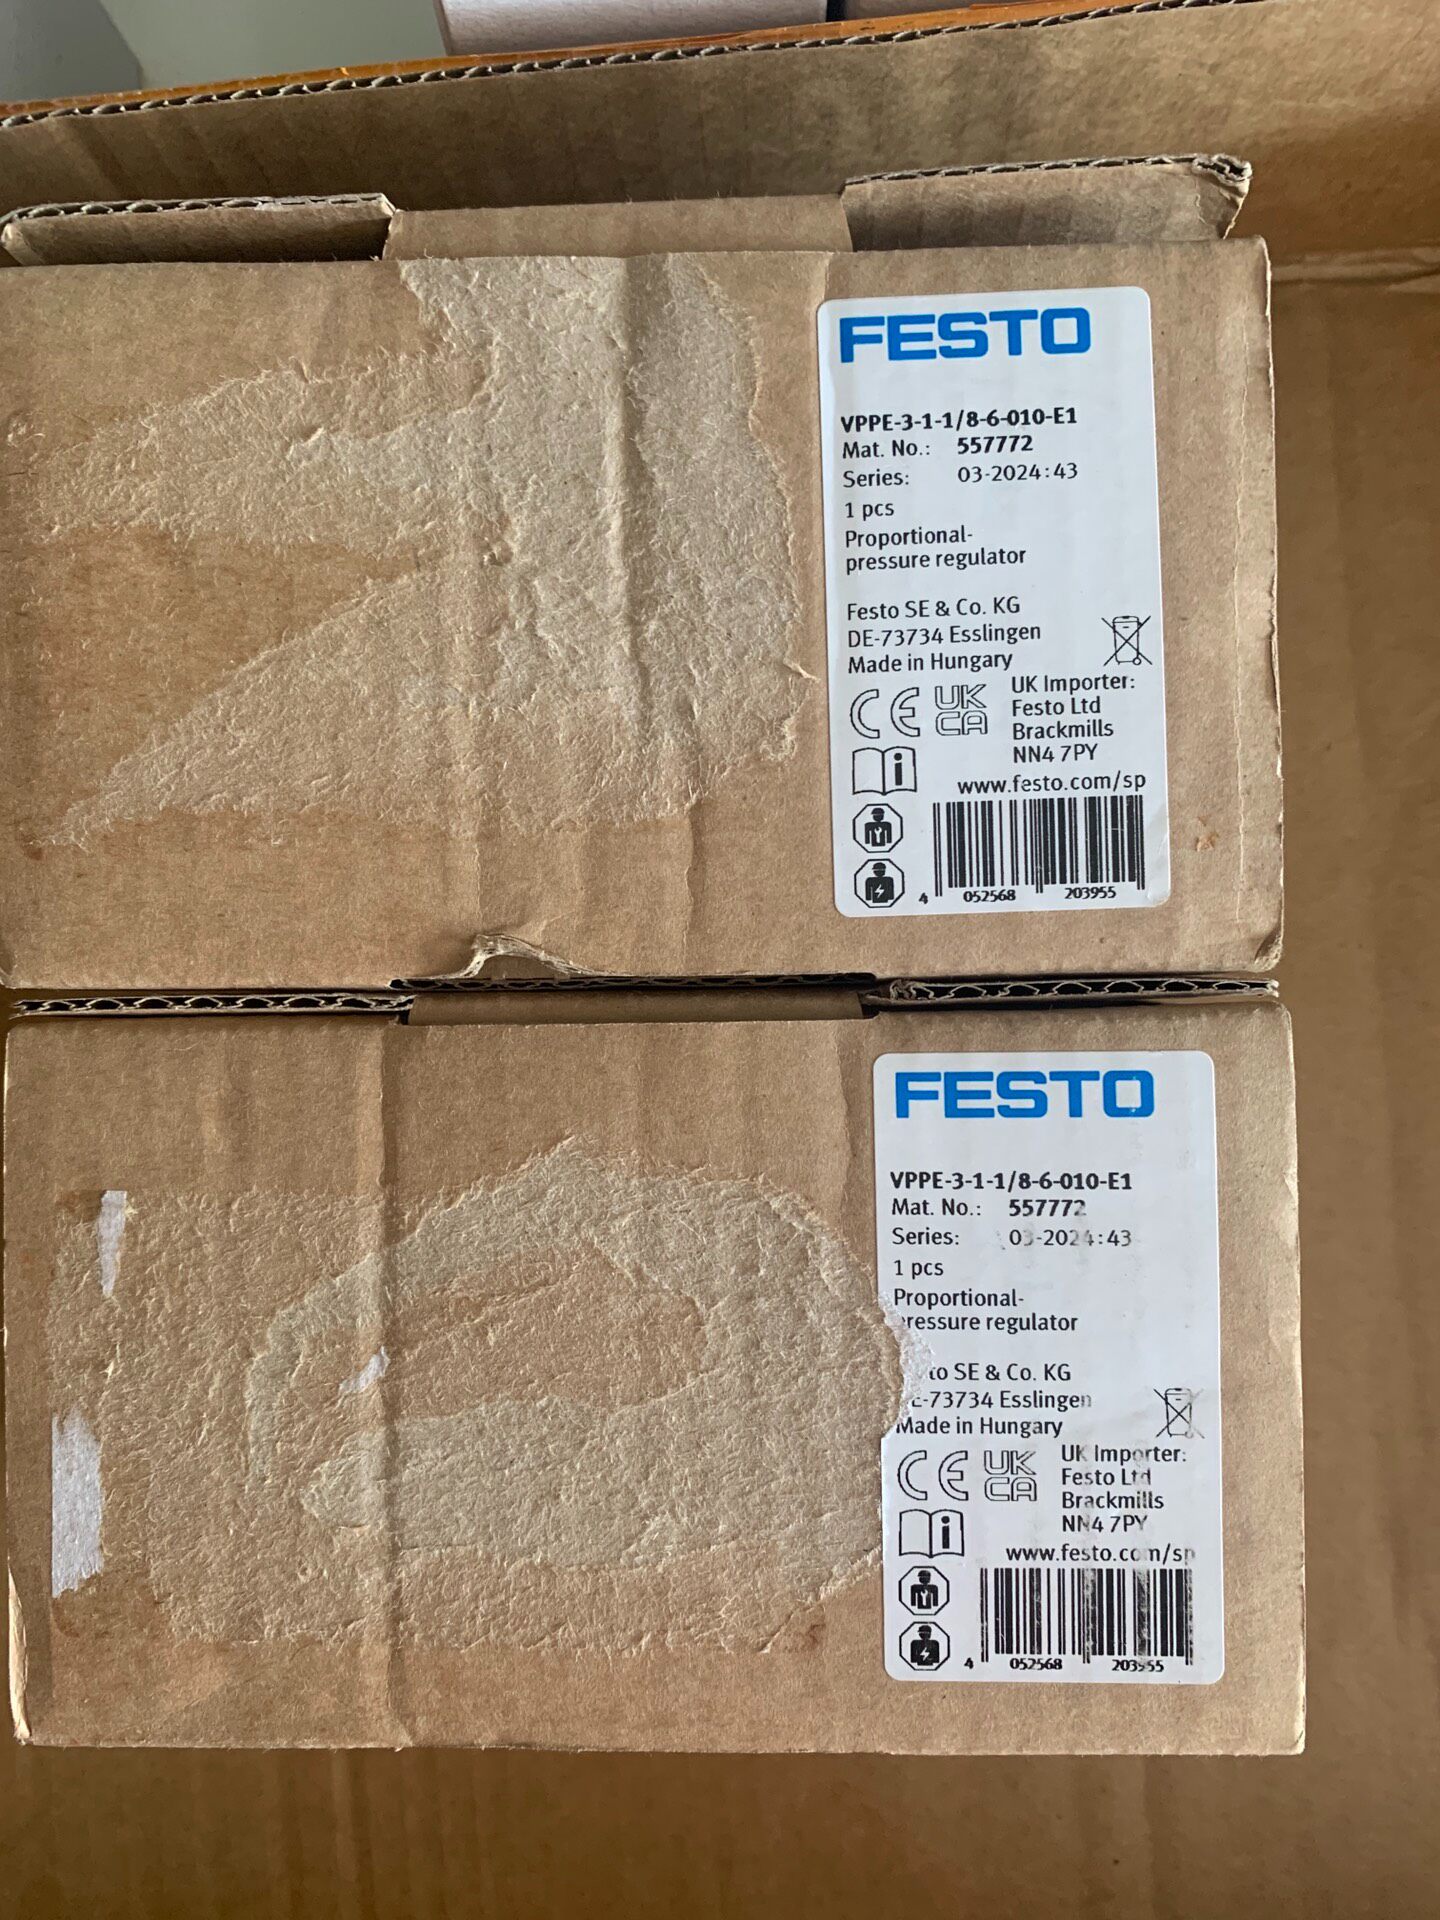 FESTO
VPPE-3-1-1/8-6-010-E1
Mat. No.: 557772
Series: 03-2024:43
1 pcs
Proportional-
pressure regulator
Festo SE & Co. KG
DE-73734 Esslingen
Made in Hungary
CE UK CA
UK Importer:
Festo Ltd
Brackmills
NN4 7PY
i
www.festo.com/sp
4 052568 203955
FESTO
VPPE-3-1-1/8-6-010-E1
Mat. No.: 557772
Series: 03-2024:43
1 pcs
Proportional-
ressure regulator
to SE & Co. KG
E-73734 Esslingen
Made in Hungary
CE UK CA
UK Importer:
Festo Ltd
Brackmills
NN4 7PY
i
www.festo.com/sp
4 052568 203955